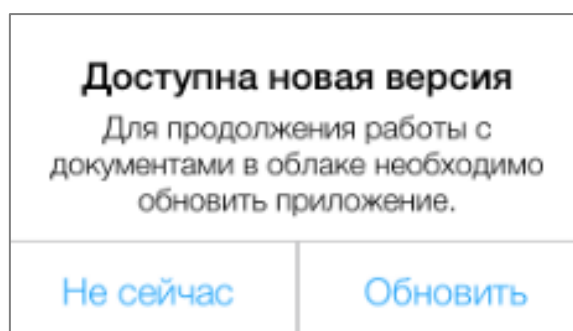 Доступна новая версия
Для продолжения работы с
документами в облаке необходимо
обновить приложение.
Не сейчас
Обновить